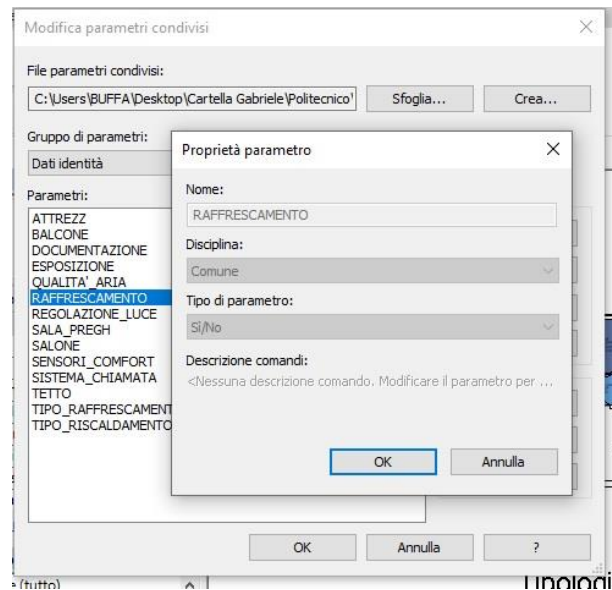 Modifica parametri condivisi
File parametri condivisi:
C:\Users\BUFFA\Desktop\Cartella Gabriele\Politecnico\
Sfoglia...
Crea...
Gruppo di parametri:
Dati identità
Parametri:
ATTREZZ
BALCONE
DOCUMENTAZIONE
ESPOSIZIONE
QUALITA'_ARIA
RAFFRESCAMENTO
REGOLAZIONE_LUCE
SALA_PREGH
SALONE
SENSORI_COMFORT
SISTEMA_CHIAMATA
TETTO
TIPO_RAFFRESCAMENT
TIPO_RISCALDAMENTO
Proprietà parametro
Nome:
RAFFRESCAMENTO
Disciplina:
Comune
Tipo di parametro:
Sì/No
Descrizione comandi:
<Nessuna descrizione comando. Modificare il parametro per ...
OK
Annulla
OK
Annulla
?
(tutto)
Tipologi